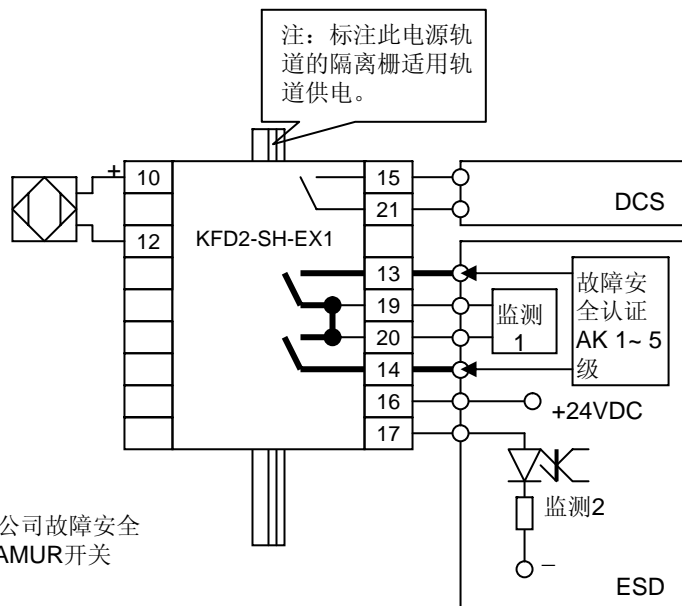 注：标注此电源轨
道的隔离栅适用轨
道供电。
+
10
12
KFD2-SH-EX1
15
21
13
19
20
14
16
17
DCS
监测
1
故障安
全认证
AK 1~ 5
级
+24VDC
监测2
−
ESD
公司故障安全
AMUR开关